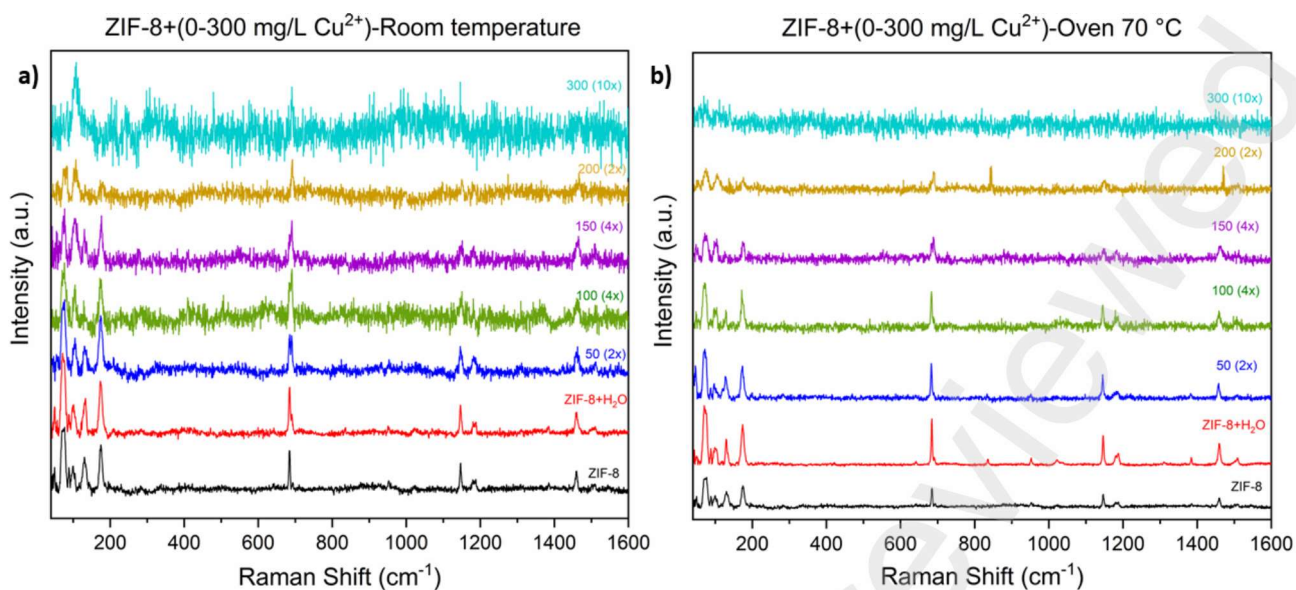 ZIF-8+(0-300 mg/L Cu²⁺)-Room temperature
a)
300 (10x)
200 (2x)
150 (4x)
100 (4x)
50 (2x)
ZIF-8+H₂O
ZIF-8
Intensity (a.u.)
200 400 600 800 1000 1200 1400 1600
Raman Shift (cm⁻¹)
ZIF-8+(0-300 mg/L Cu²⁺)-Oven 70 °C
b)
300 (10x)
200 (2x)
150 (4x)
100 (4x)
50 (2x)
ZIF-8+H₂O
ZIF-8
Intensity (a.u.)
200 400 600 800 1000 1200 1400 1600
Raman Shift (cm⁻¹)
viewed